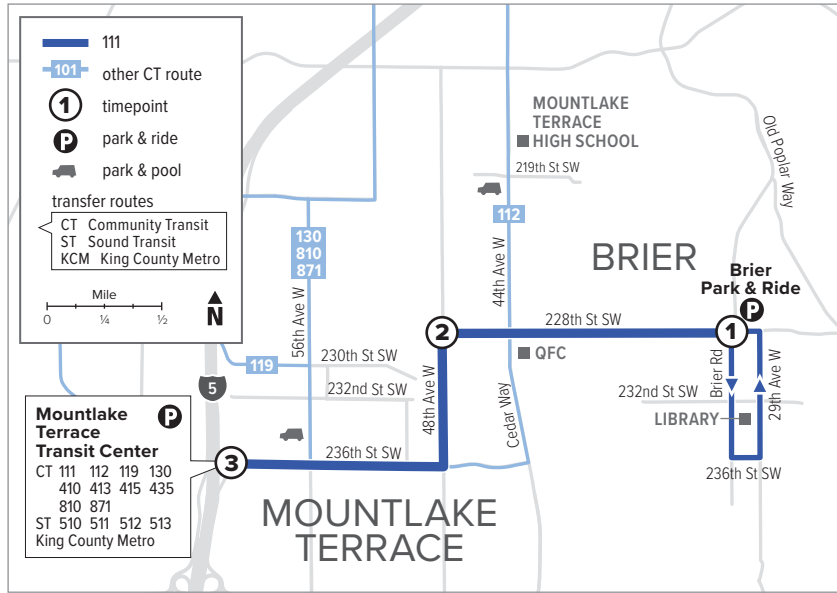 111
101 other CT route
1 timepoint
P park & ride
park & pool
transfer routes
CT Community Transit
ST Sound Transit
KCM King County Metro
Mile
0 ¼ ½
N
MOUNTLAKE
TERRACE
HIGH SCHOOL
219th St SW
Old Poplar Way
112
130
810
871
56th Ave W
44th Ave W
BRIER
Brier
Park & Ride
P
2
228th St SW
1
119
230th St SW
QFC
5
232nd St SW
48th Ave W
Cedar Way
Brier Rd
29th Ave W
232nd St SW
LIBRARY
236th St SW
Mountlake
Terrace
Transit Center
P
CT 111 112 119 130
410 413 415 435
810 871
ST 510 511 512 513
King County Metro
3
236th St SW
MOUNTLAKE
TERRACE